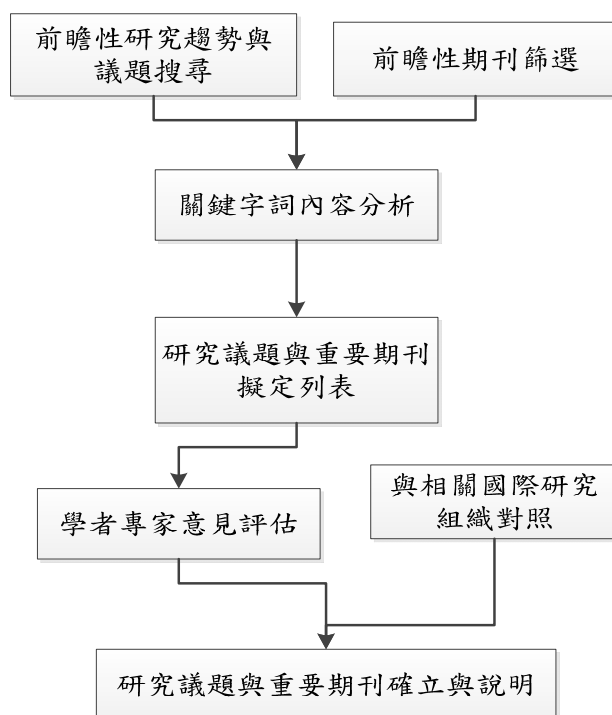 前瞻性研究趨勢與
議題搜尋
前瞻性期刊篩選
關鍵字詞內容分析
研究議題與重要期刊
擬定列表
學者專家意見評估
與相關國際研究
組織對照
研究議題與重要期刊確立與說明